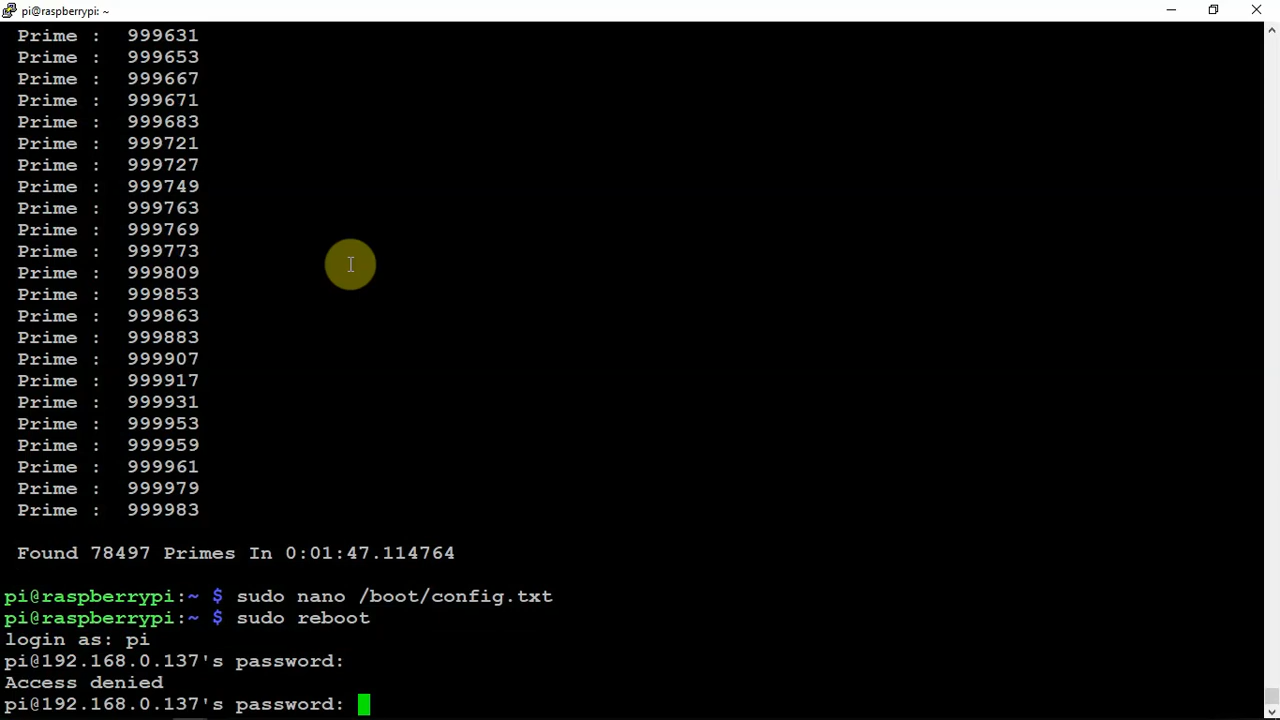 pi@raspberrypi: ~
Prime :  999631
Prime :  999653
Prime :  999667
Prime :  999671
Prime :  999683
Prime :  999721
Prime :  999727
Prime :  999749
Prime :  999763
Prime :  999769
Prime :  999773
Prime :  999809
Prime :  999853
Prime :  999863
Prime :  999883
Prime :  999907
Prime :  999917
Prime :  999931
Prime :  999953
Prime :  999959
Prime :  999961
Prime :  999979
Prime :  999983
Found 78497 Primes In 0:01:47.114764
pi@raspberrypi:~ $ sudo nano /boot/config.txt
pi@raspberrypi:~ $ sudo reboot
login as: pi
pi@192.168.0.137's password:
Access denied
pi@192.168.0.137's password: